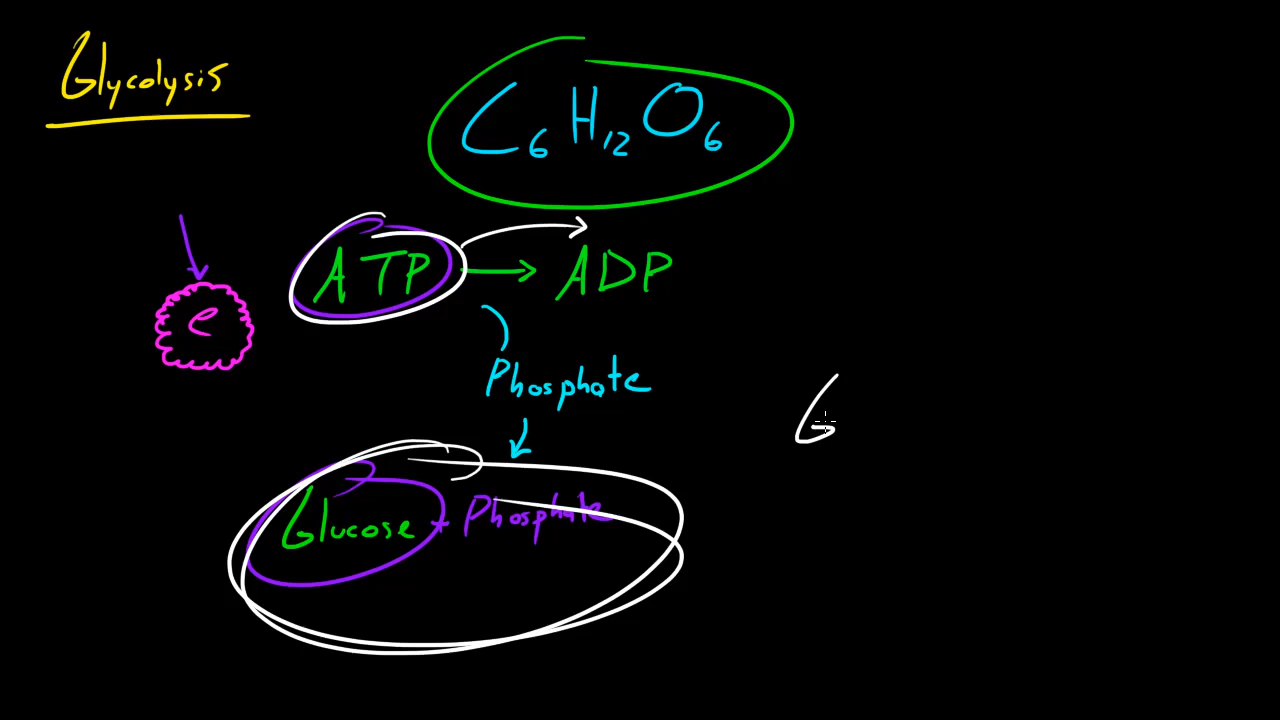 Glycolysis
C6H12O6
ATP → ADP
e
Phosphate
Glucose + Phosphate
G